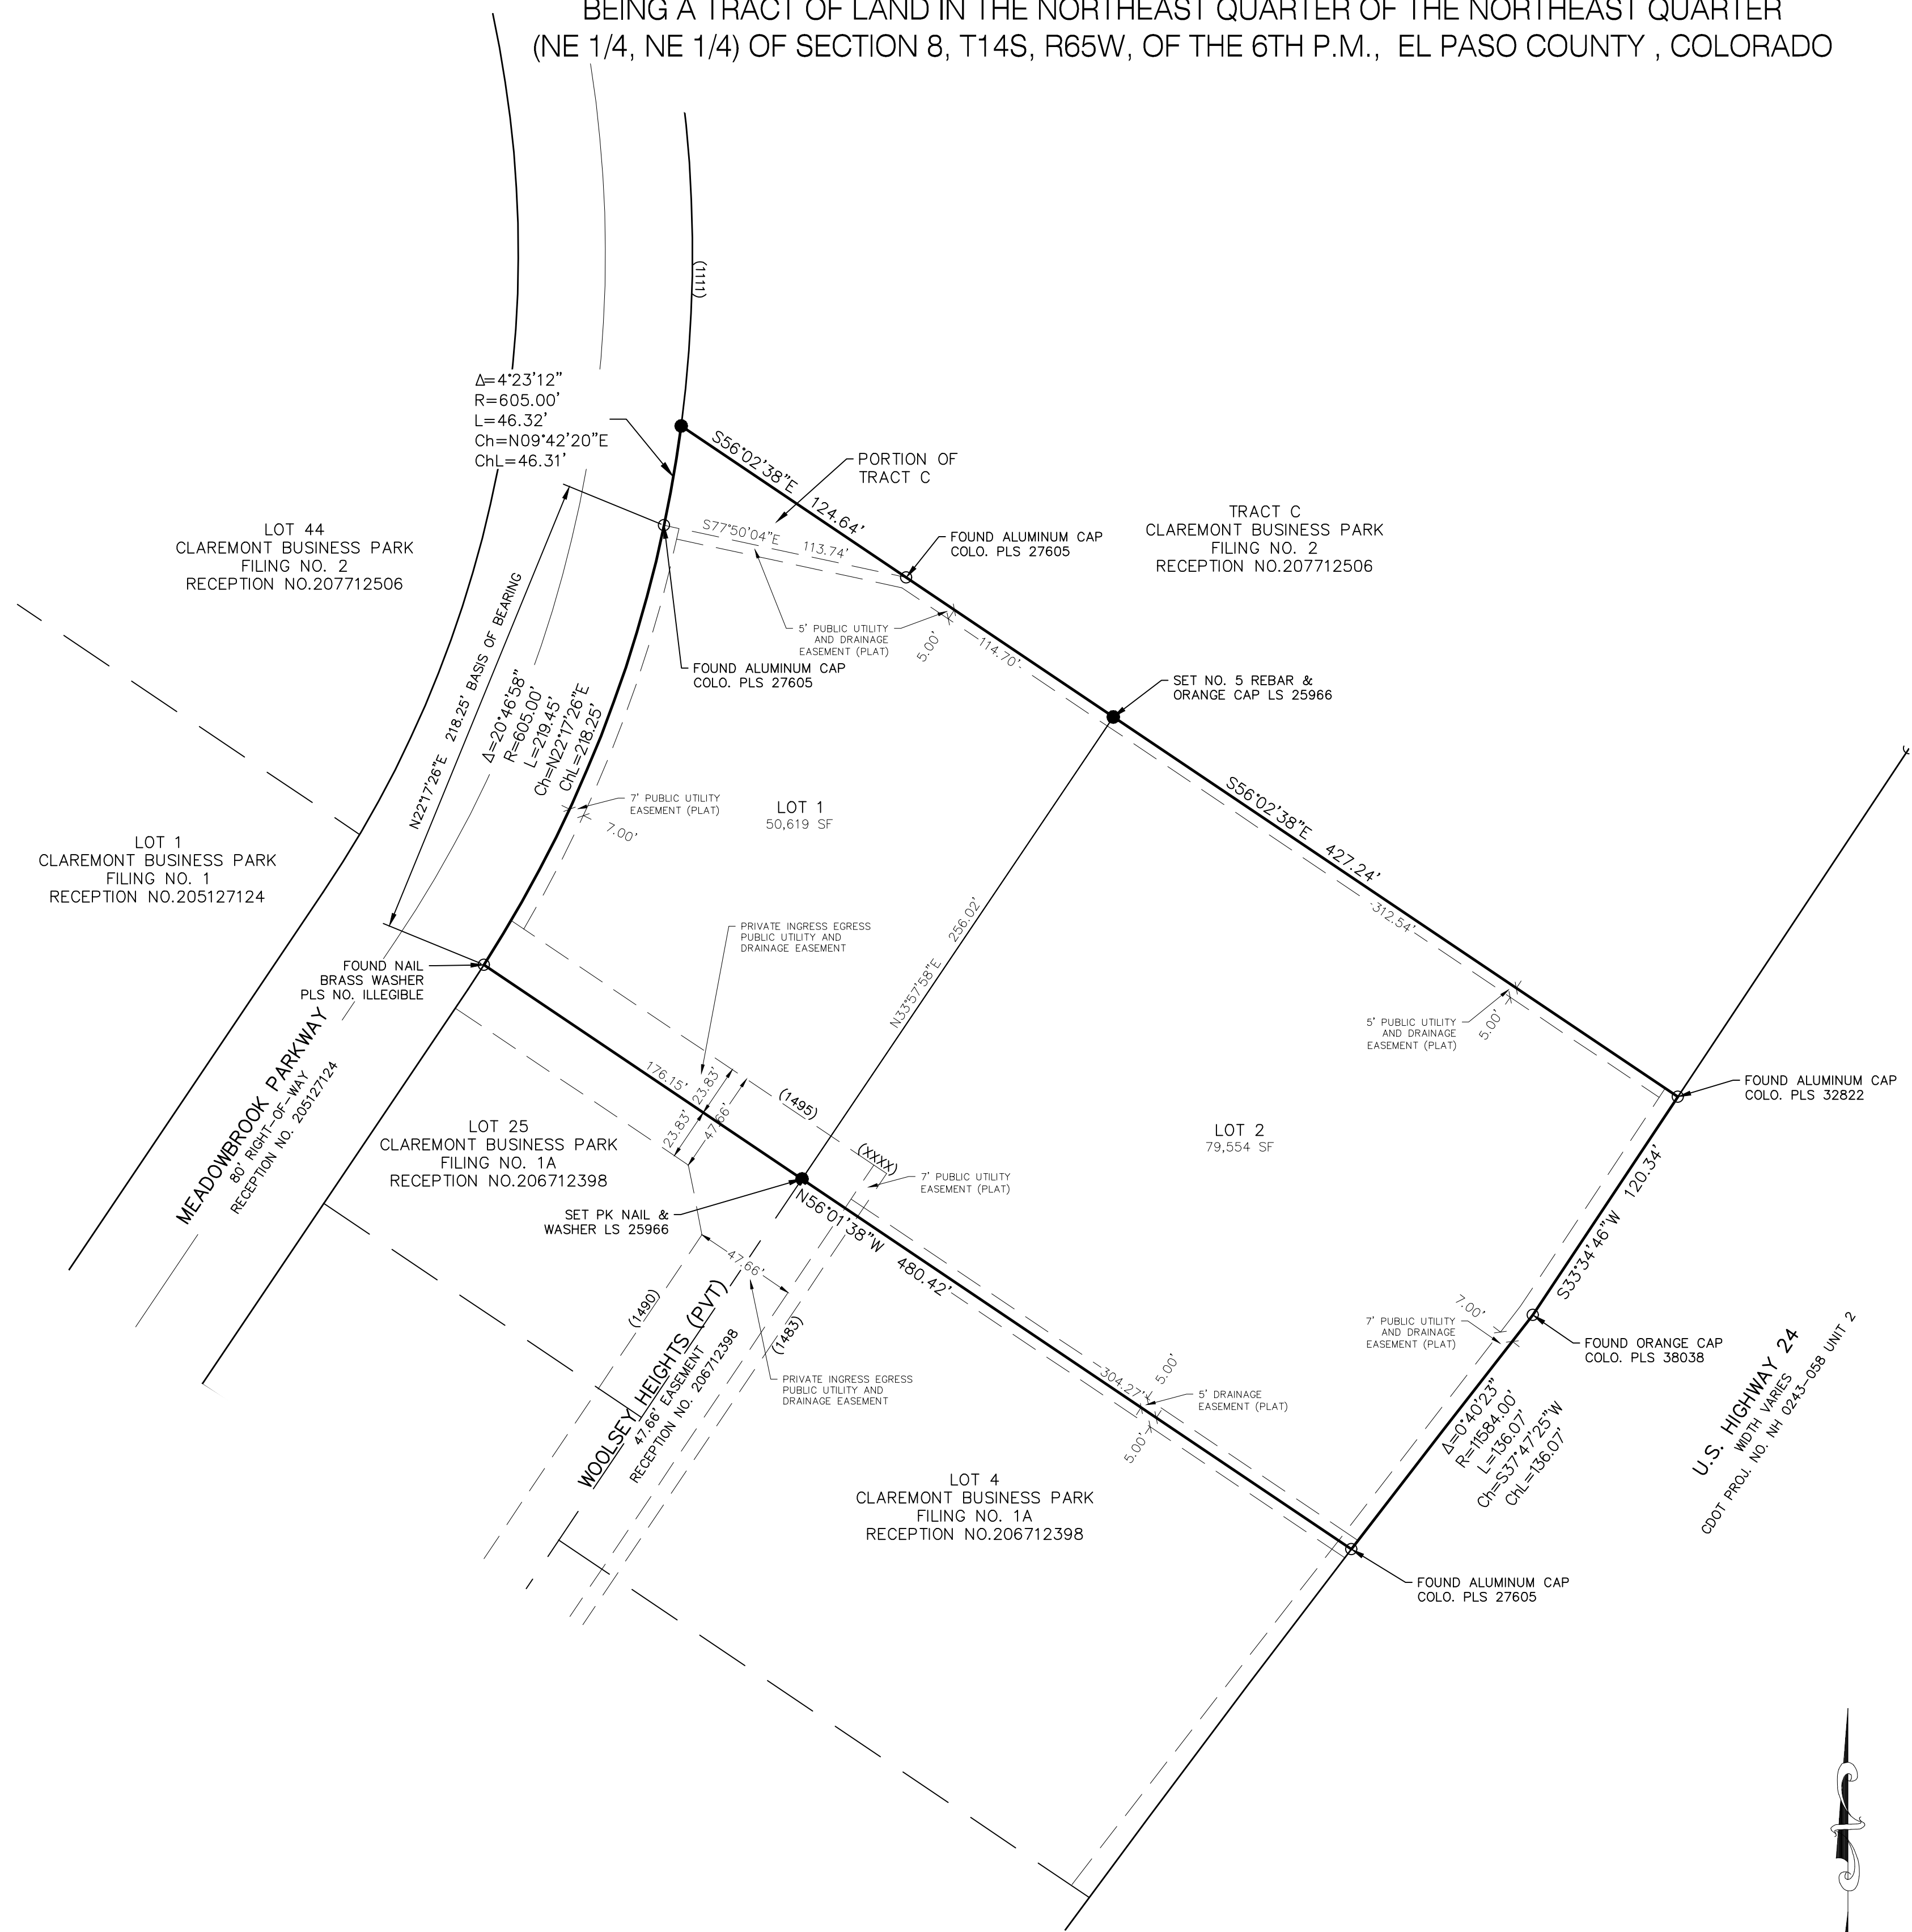 BEING A TRACT OF LAND IN THE NORTHEAST QUARTER OF THE NORTHEAST QUARTER
(NE 1/4, NE 1/4) OF SECTION 8, T14S, R65W, OF THE 6TH P.M., EL PASO COUNTY , COLORADO
(1111)
Δ=4°23'12"
R=605.00'
L=46.32'
Ch=N09°42'20"E
ChL=46.31'
S56°02'38"E 124.64'
PORTION OF
TRACT C
S77°50'04"E 113.74'
FOUND ALUMINUM CAP
COLO. PLS 27605
TRACT C
CLAREMONT BUSINESS PARK
FILING NO. 2
RECEPTION NO.207712506
LOT 44
CLAREMONT BUSINESS PARK
FILING NO. 2
RECEPTION NO.207712506
5' PUBLIC UTILITY
AND DRAINAGE
EASEMENT (PLAT)
5.00'
114.70'
FOUND ALUMINUM CAP
COLO. PLS 27605
SET NO. 5 REBAR &
ORANGE CAP LS 25966
N22°17'26"E 218.25' BASIS OF BEARING
Δ=20°46'58"
R=605.00'
L=219.45'
Ch=N22°17'26"E
ChL=218.25'
7' PUBLIC UTILITY
EASEMENT (PLAT)
7.00'
LOT 1
50,619 SF
S56°02'38"E 427.24'
312.54'
LOT 1
CLAREMONT BUSINESS PARK
FILING NO. 1
RECEPTION NO.205127124
PRIVATE INGRESS EGRESS
PUBLIC UTILITY AND
DRAINAGE EASEMENT
N33°57'58"E 256.02'
FOUND NAIL
BRASS WASHER
PLS NO. ILLEGIBLE
5' PUBLIC UTILITY
AND DRAINAGE
EASEMENT (PLAT)
5.00'
FOUND ALUMINUM CAP
COLO. PLS 32822
MEADOWBROOK PARKWAY
80' RIGHT-OF-WAY
RECEPTION NO. 205127124
176.15'
23.83'
23.83'
47.66'
(1495)
(XXXX)
LOT 25
CLAREMONT BUSINESS PARK
FILING NO. 1A
RECEPTION NO.206712398
LOT 2
79,554 SF
7' PUBLIC UTILITY
EASEMENT (PLAT)
SET PK NAIL &
WASHER LS 25966
N56°01'38"W 480.42'
S33°34'46"W 120.34'
47.66'
(1490)
(1483)
WOOLSEY HEIGHTS (PVT)
47.66' EASEMENT
RECEPTION NO. 206712398
PRIVATE INGRESS EGRESS
PUBLIC UTILITY AND
DRAINAGE EASEMENT
7.00'
7' PUBLIC UTILITY
AND DRAINAGE
EASEMENT (PLAT)
FOUND ORANGE CAP
COLO. PLS 38038
304.27'
5.00'
5' DRAINAGE
EASEMENT (PLAT)
5.00'
Δ=0°40'23"
R=11584.00'
L=136.07'
Ch=S37°47'25"W
ChL=136.07'
U.S. HIGHWAY 24
WIDTH VARIES
CDOT PROJ. NO. NH 0243-058 UNIT 2
LOT 4
CLAREMONT BUSINESS PARK
FILING NO. 1A
RECEPTION NO.206712398
FOUND ALUMINUM CAP
COLO. PLS 27605